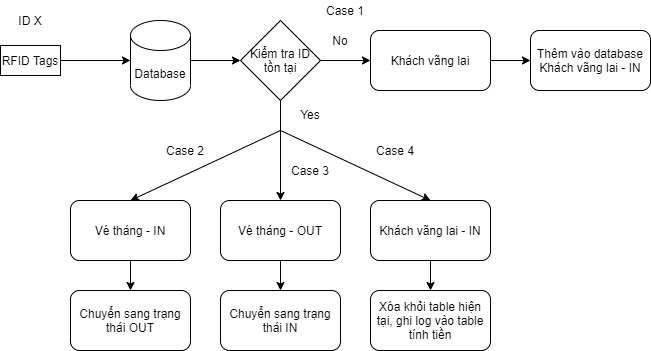 ID X
RFID Tags
Database
Kiểm tra ID
tồn tại
Case 1
No
Khách vãng lai
Thêm vào database
Khách vãng lai - IN
Yes
Case 2
Case 3
Case 4
Vé tháng - IN
Vé tháng - OUT
Khách vãng lai - IN
Chuyển sang trạng
thái OUT
Chuyển sang trạng
thái IN
Xóa khỏi table hiện
tại, ghi log vào table
tính tiền